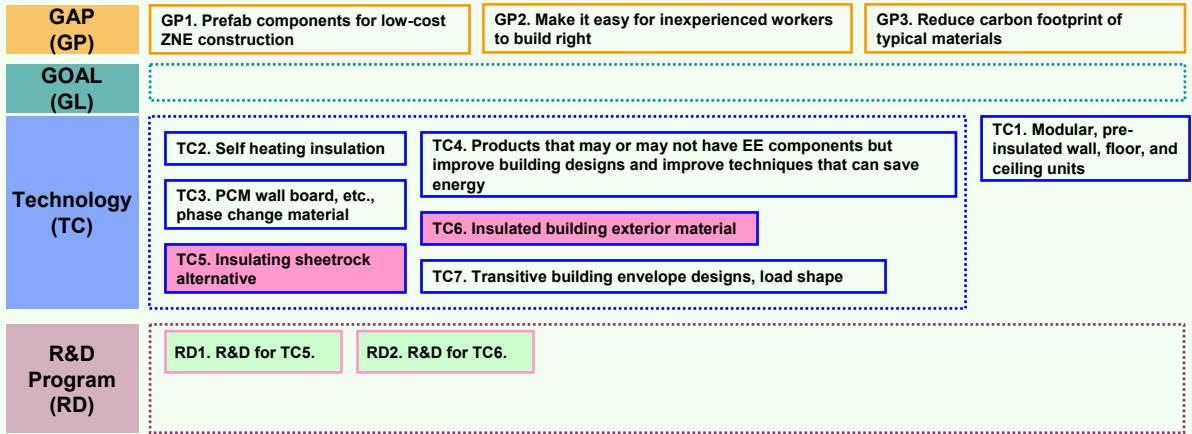 GAP
(GP)
GP1. Prefab components for low-cost
ZNE construction
GP2. Make it easy for inexperienced workers
to build right
GP3. Reduce carbon footprint of
typical materials
GOAL
(GL)
Technology
(TC)
TC2. Self heating insulation
TC3. PCM wall board, etc.,
phase change material
TC5. Insulating sheetrock
alternative
TC4. Products that may or may not have EE components but
improve building designs and improve techniques that can save
energy
TC6. Insulated building exterior material
TC7. Transitive building envelope designs, load shape
TC1. Modular, pre-
insulated wall, floor, and
ceiling units
R&D
Program
(RD)
RD1. R&D for TC5.
RD2. R&D for TC6.